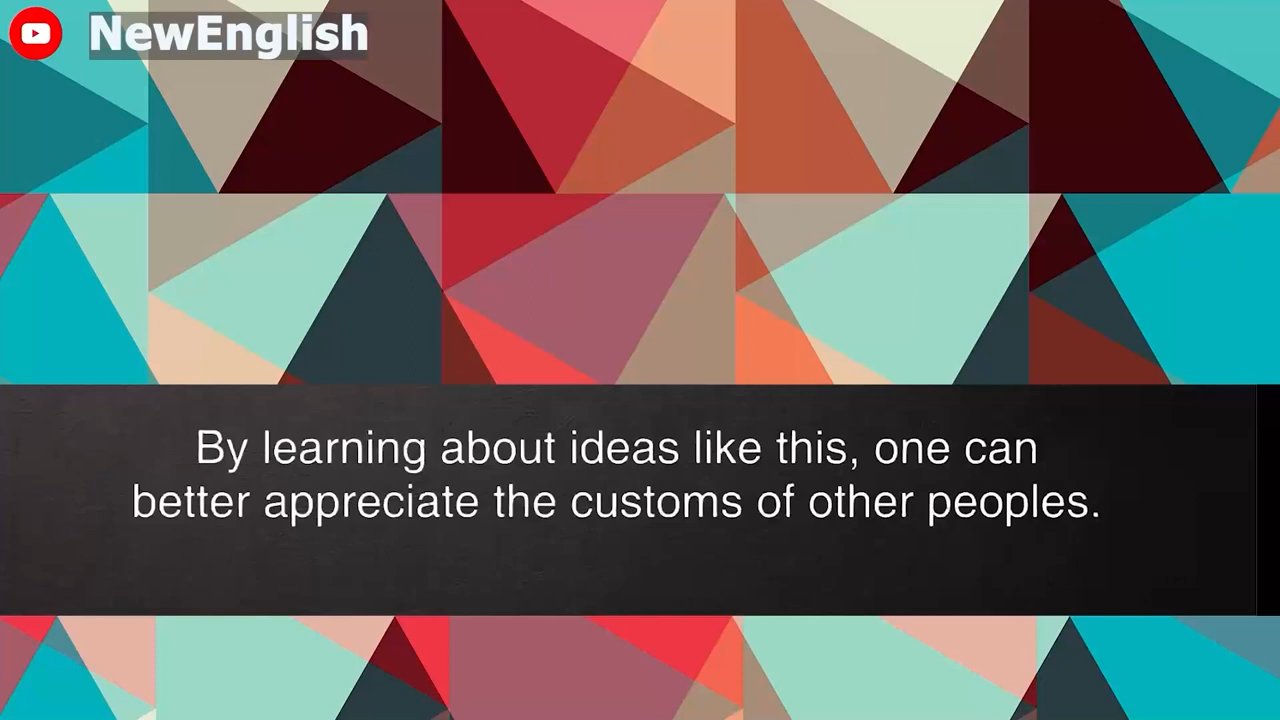 NewEnglish
By learning about ideas like this, one can
better appreciate the customs of other peoples.